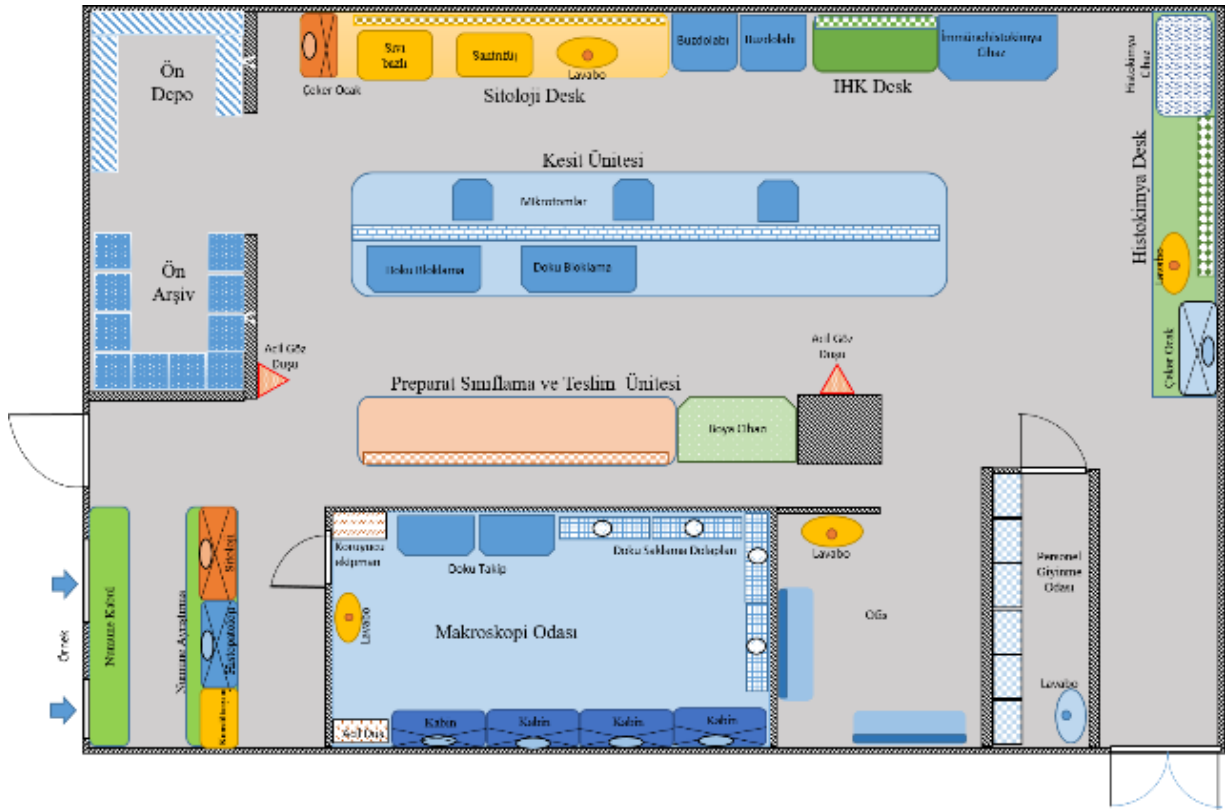 Ön
Depo
Çeker Ocak
Sıvı
bazlı
Santrifüj
Lavabo
Sitoloji Desk
Buzdolabı
Buzdolabı
IHK Desk
İmmünohistokimya
Cihaz
Histokimya
Cihaz
Histokimya Desk
Lavabo
Çeker Ocak
Kesit Ünitesi
Mikrotomlar
Doku Bloklama
Doku Bloklama
Ön
Arşiv
Acil Göz
Duşu
Acil Göz
Duşu
Preparat Sınıflama ve Teslim Ünitesi
Boya Cihazı
Örnek
Numune Kabul
Numune Ayrıştırma
Sitoloji
Histopatoloji
Konsültasyon
Koruyucu
ekipman
Doku Takip
Doku Saklama Dolapları
Lavabo
Makroskopi Odası
Acil Duş
Kabin
Kabin
Kabin
Kabin
Lavabo
Ofis
Personel
Giyinme
Odası
Lavabo